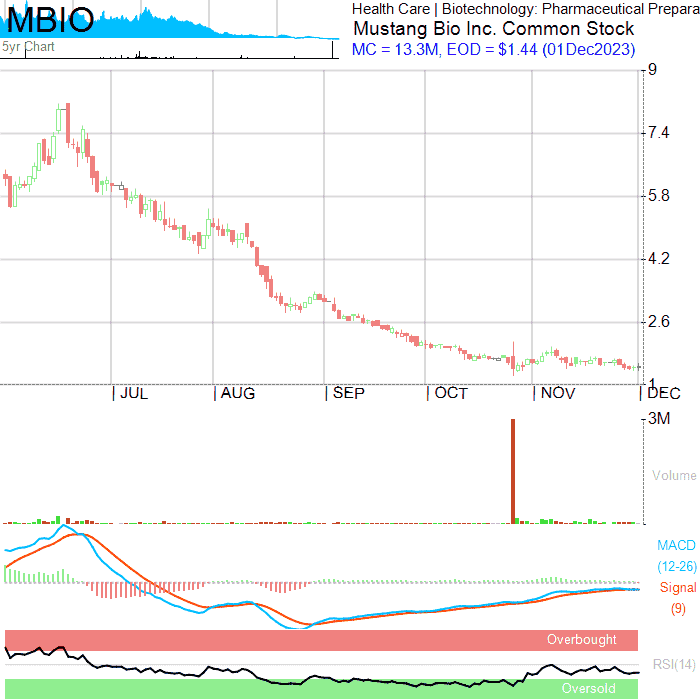 MBIO
Health Care | Biotechnology: Pharmaceutical Prepara
Mustang Bio Inc. Common Stock
5yr Chart
MC = 13.3M, EOD = $1.44 (01Dec2023)
9
7.4
5.8
4.2
2.6
1
| JUL | AUG | SEP | OCT | NOV | DEC
3M
Volume
MACD
(12-26)
Signal
(9)
Overbought
RSI(14)
Oversold